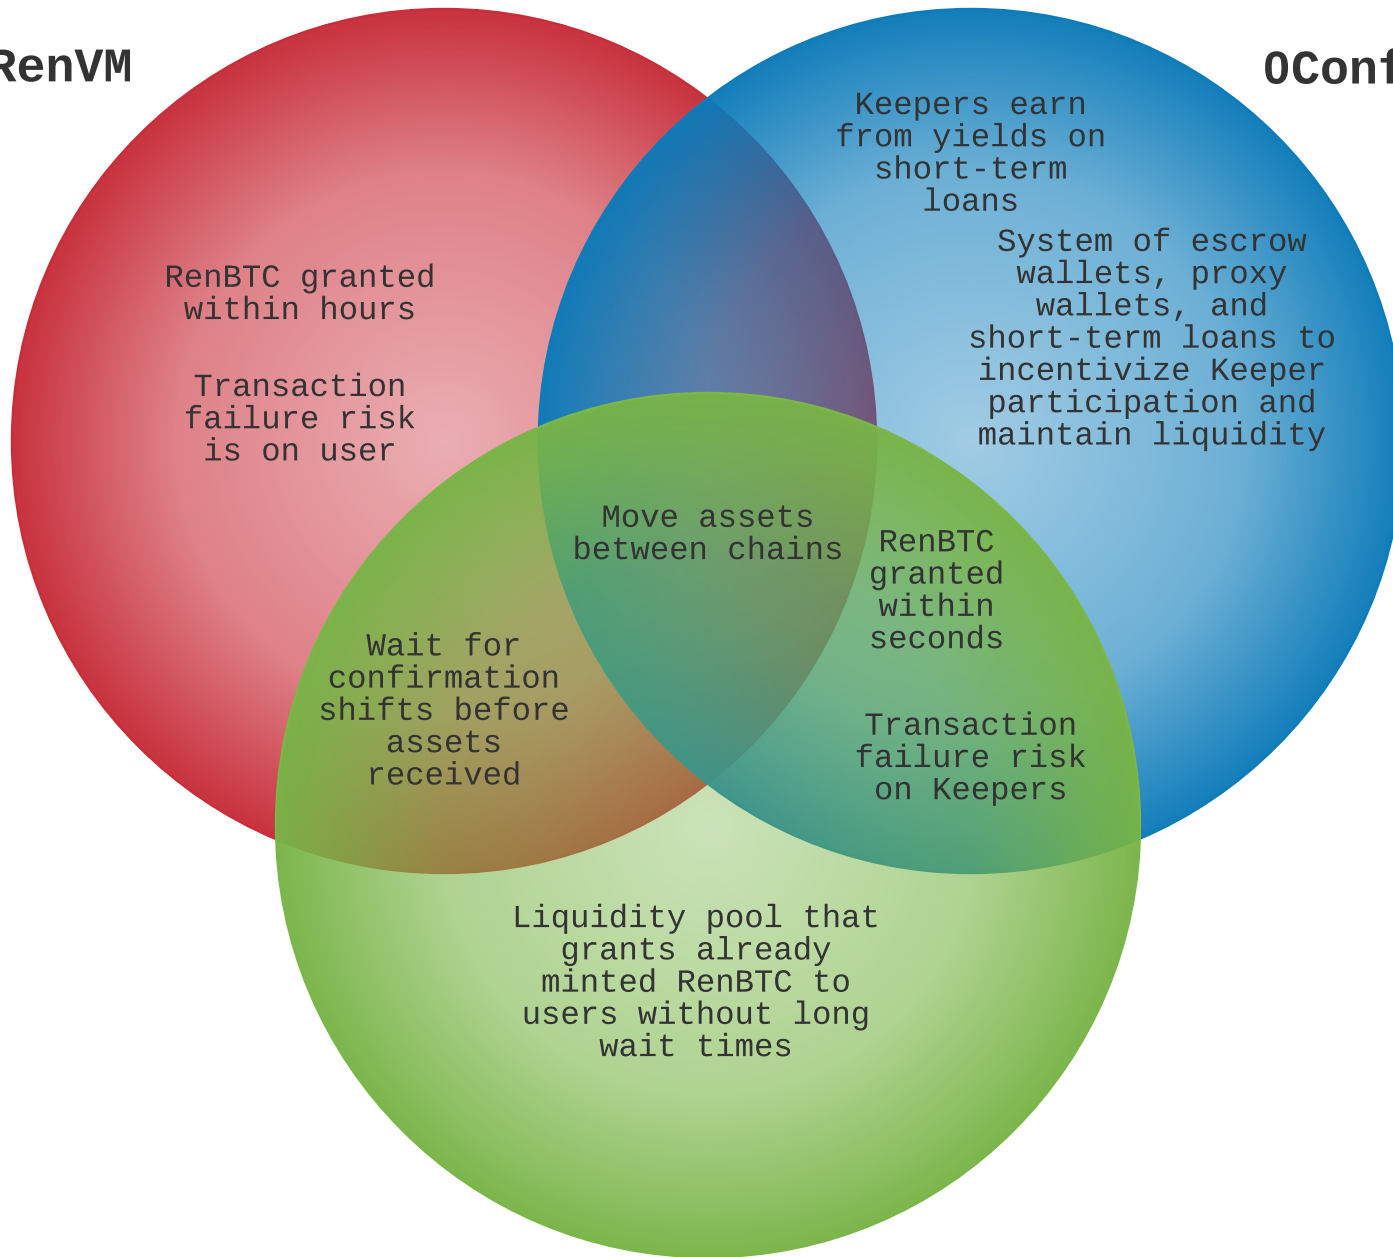 RenVM
0Conf
Keepers earn
from yields on
short-term
loans
System of escrow
wallets, proxy
wallets, and
short-term loans to
incentivize Keeper
participation and
maintain liquidity
RenBTC granted
within hours
Transaction
failure risk
is on user
Move assets
between chains
RenBTC
granted
within
seconds
Wait for
confirmation
shifts before
assets
received
Transaction
failure risk
on Keepers
Liquidity pool that
grants already
minted RenBTC to
users without long
wait times